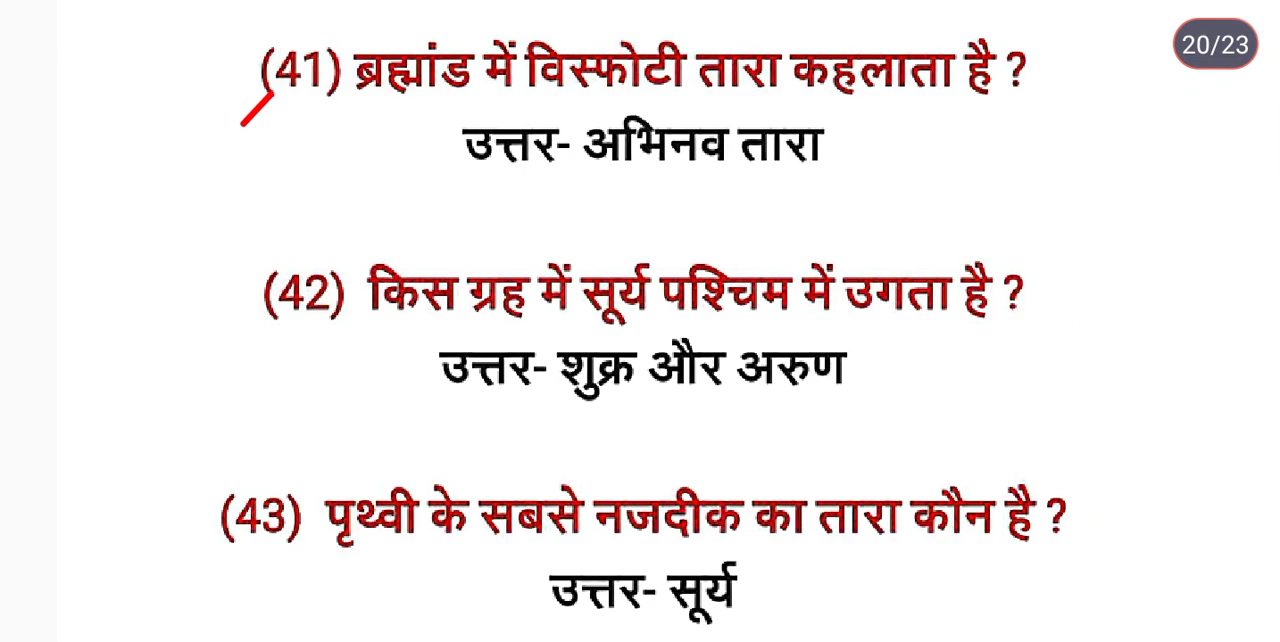 20/23
(41) ब्रह्मांड में विस्फोटी तारा कहलाता है ?
उत्तर- अभिनव तारा
(42) किस ग्रह में सूर्य पश्चिम में उगता है ?
उत्तर- शुक्र और अरुण
(43) पृथ्वी के सबसे नजदीक का तारा कौन है ?
उत्तर- सूर्य